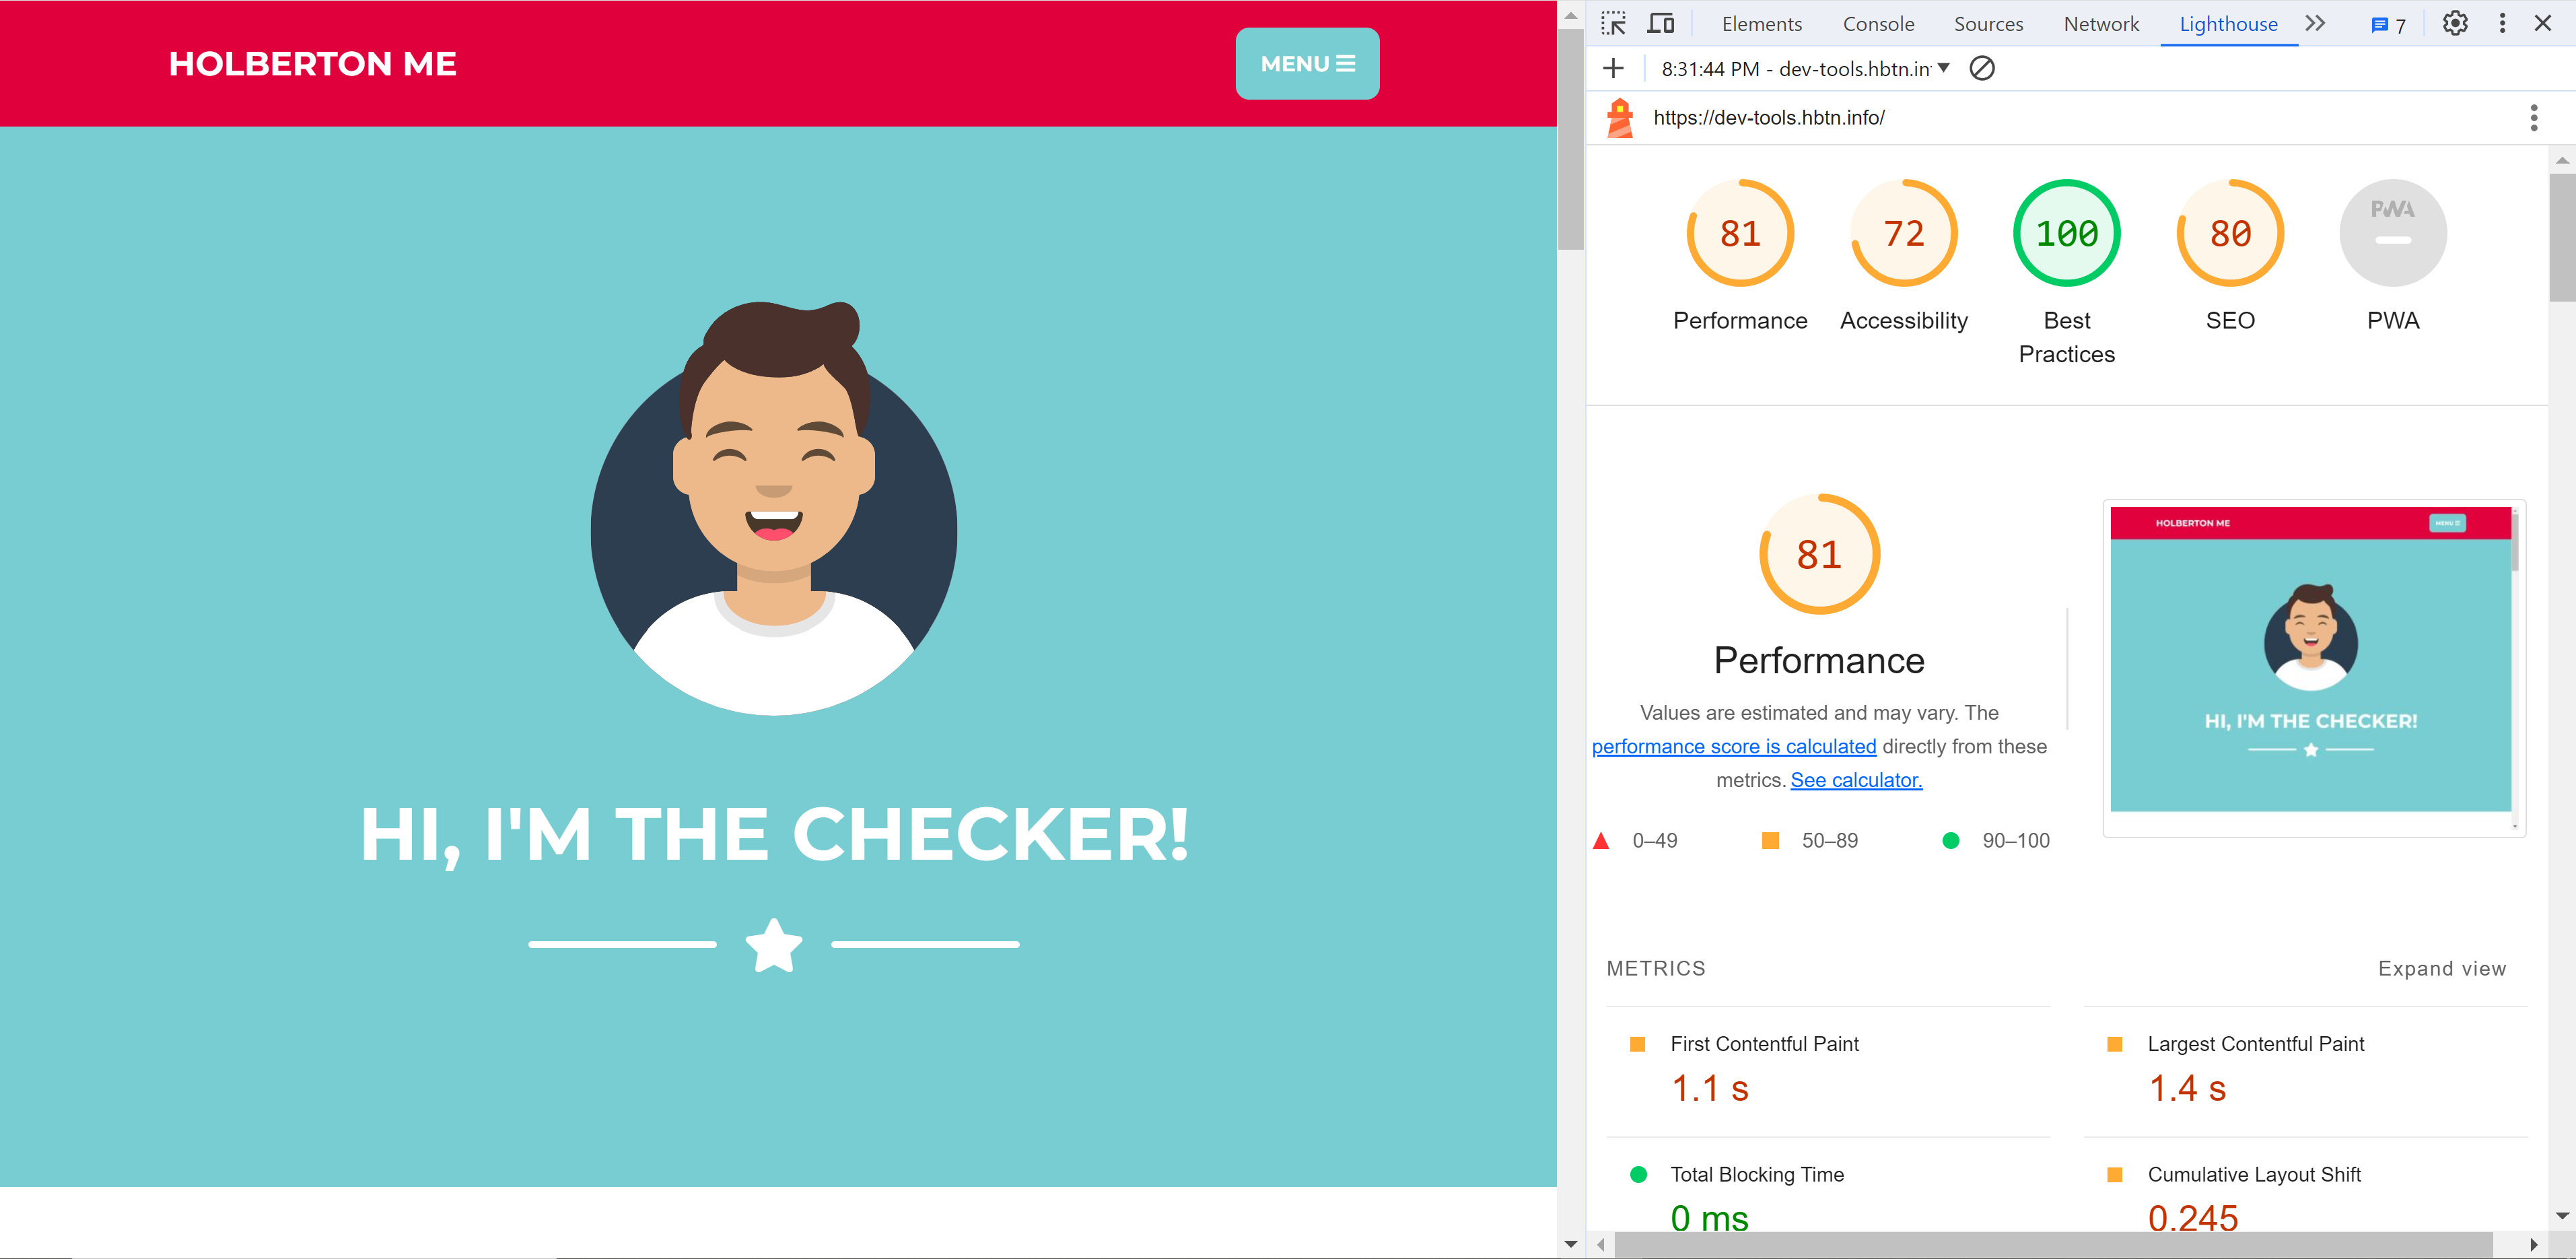 HOLBERTON ME
MENU
HI, I'M THE CHECKER!
Elements Console Sources Network Lighthouse 7
8:31:44 PM - dev-tools.hbtn.in
https://dev-tools.hbtn.info/
81 72 100 80 PWA
Performance Accessibility Best Practices SEO PWA
81
Performance
Values are estimated and may vary. The
performance score is calculated directly from these
metrics. See calculator.
0–49 50–89 90–100
HOLBERTON ME
MENU
HI, I'M THE CHECKER!
METRICS Expand view
First Contentful Paint
1.1 s
Largest Contentful Paint
1.4 s
Total Blocking Time
0 ms
Cumulative Layout Shift
0.245